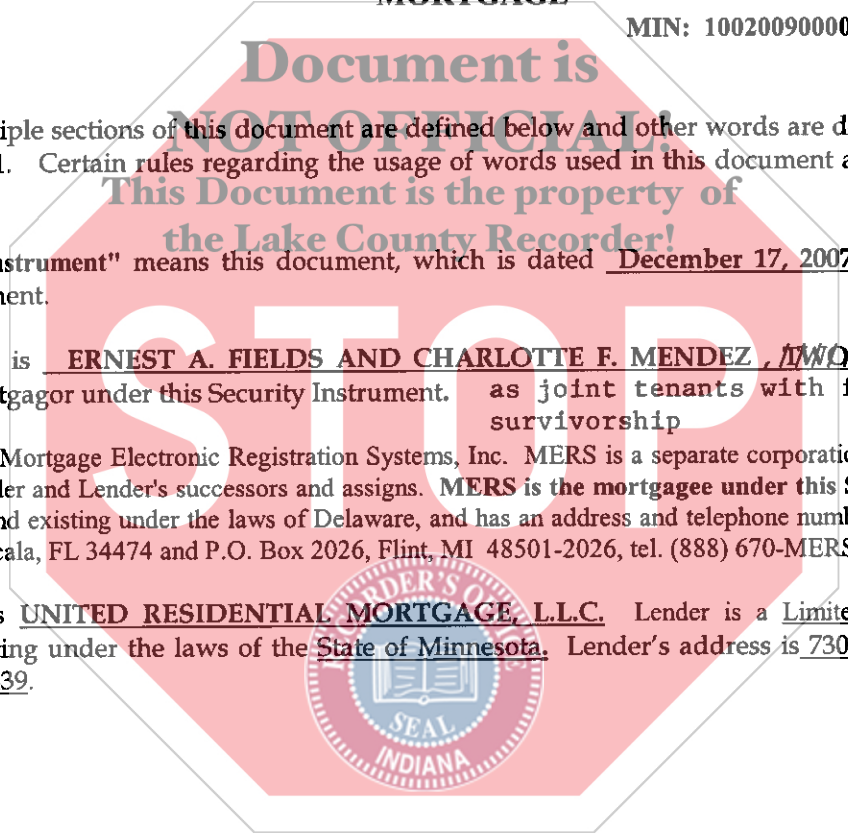 MORTGAGE
MIN: 10020090000
Document is
NOT OFFICIAL!
iple sections of this document are defined below and other words are d
. Certain rules regarding the usage of words used in this document a
This Document is the property of
the Lake County Recorder!
nstrument" means this document, which is dated December 17, 2007
nent.
is ERNEST A. FIELDS AND CHARLOTTE F. MENDEZ , TWO
tgagor under this Security Instrument. as joint tenants with f
survivorship
Mortgage Electronic Registration Systems, Inc. MERS is a separate corporatio
ler and Lender's successors and assigns. MERS is the mortgagee under this S
nd existing under the laws of Delaware, and has an address and telephone numb
cala, FL 34474 and P.O. Box 2026, Flint, MI 48501-2026, tel. (888) 670-MERS
STOP
s UNITED RESIDENTIAL MORTGAGE, L.L.C. Lender is a Limite
ing under the laws of the State of Minnesota. Lender's address is 730
39.
RECORDER'S OFFICE
SEAL
INDIANA